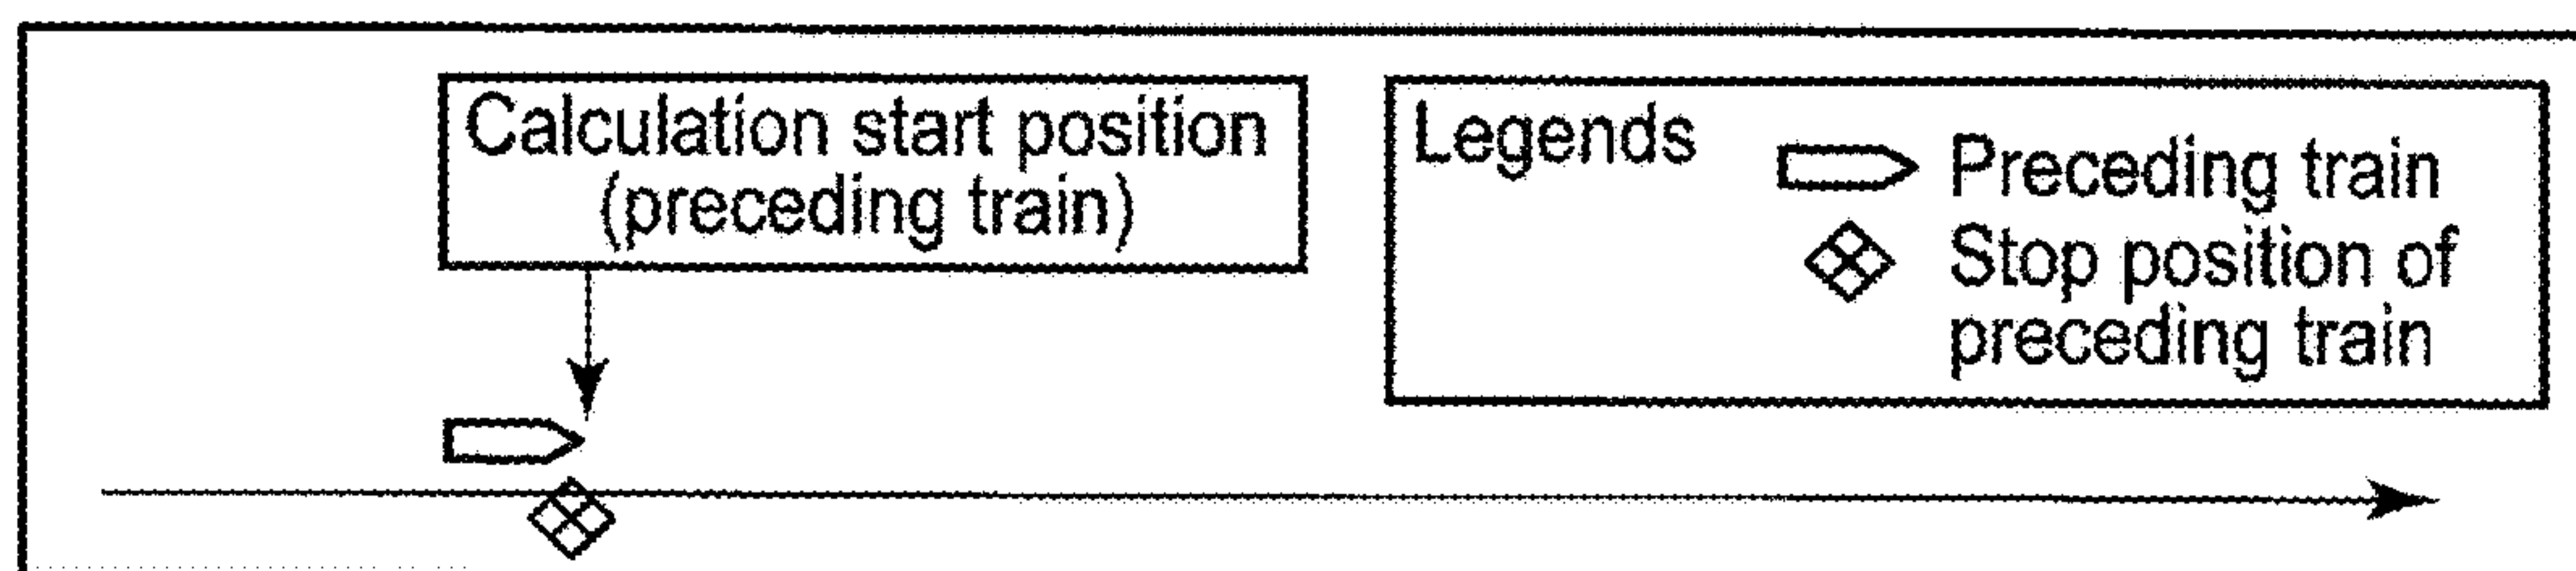 Calculation start position
(preceding train)
Legends
Preceding train
Stop position of
preceding train